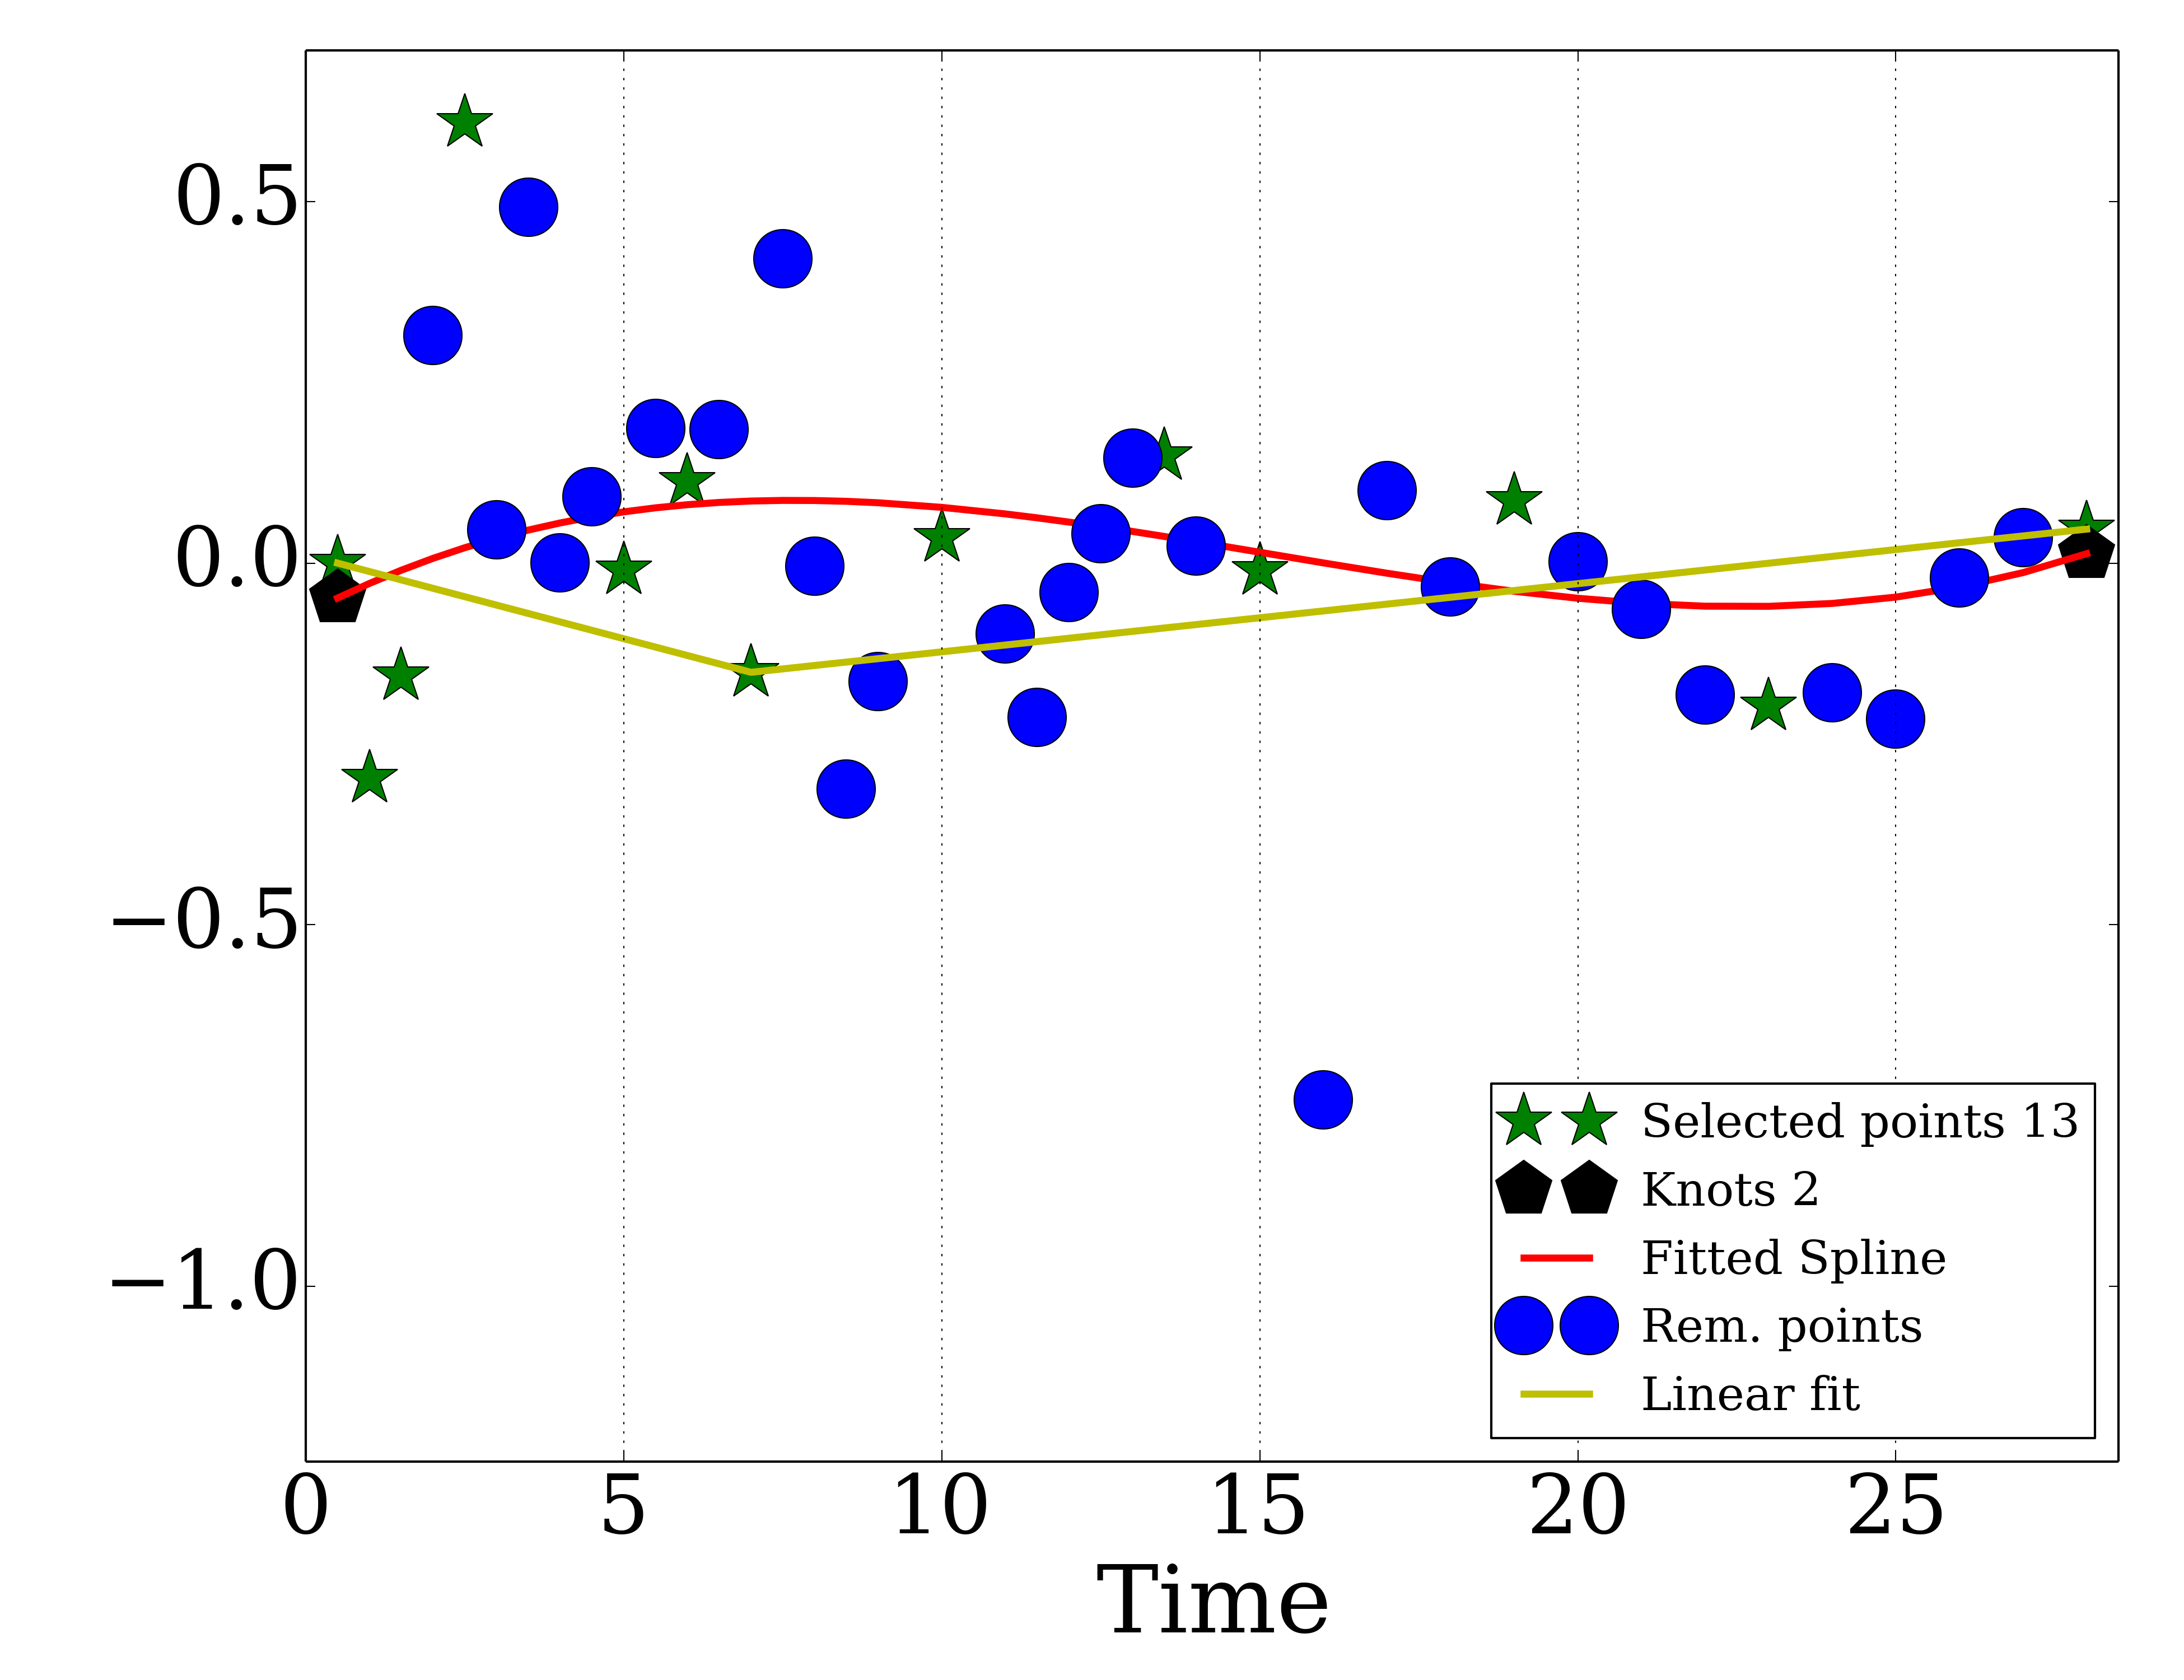 0.5
0.0
−0.5
−1.0
0 5 10 15 20 25
Time
Selected points 13
Knots 2
Fitted Spline
Rem. points
Linear fit